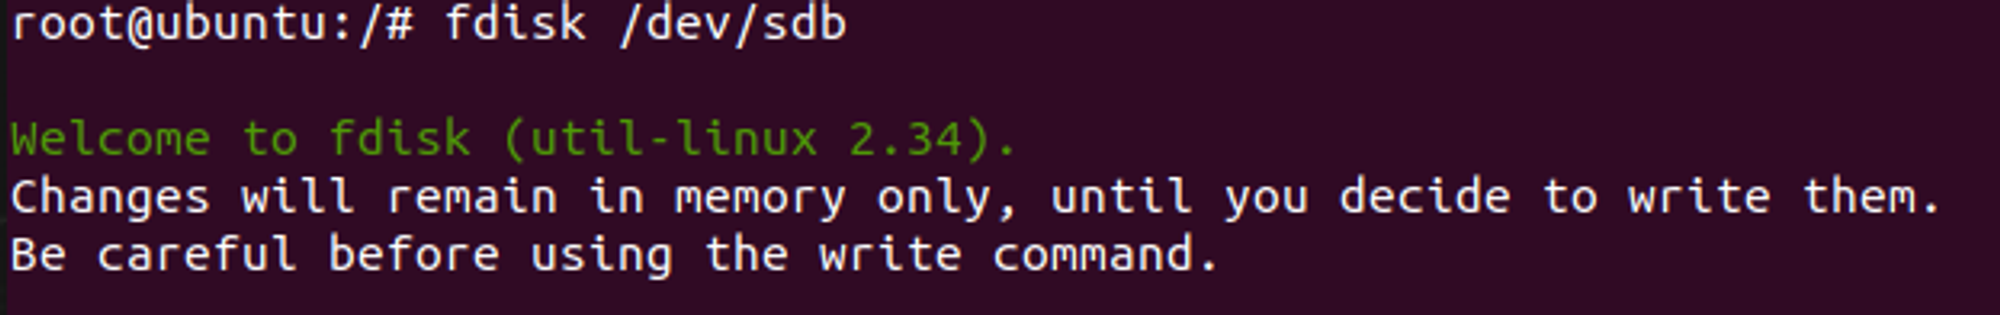 root@ubuntu:/# fdisk /dev/sdb
Welcome to fdisk (util-linux 2.34).
Changes will remain in memory only, until you decide to write them.
Be careful before using the write command.